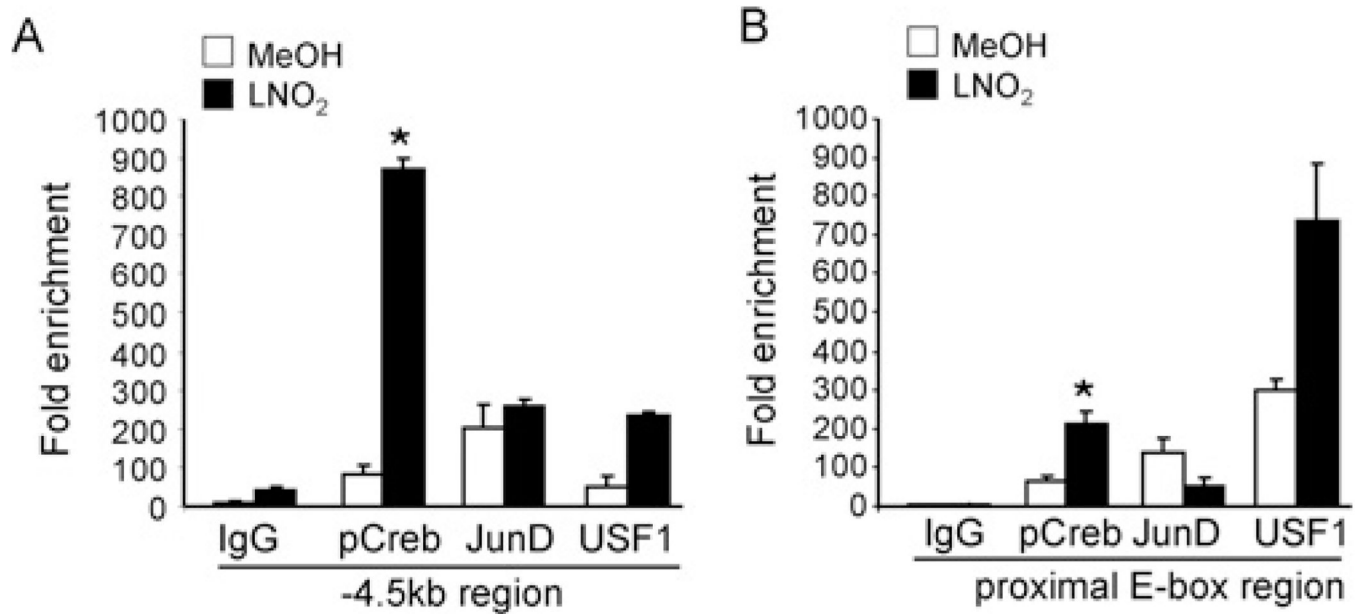 A
MeOH
LNO₂
1000
900
800
700
600
500
400
300
200
100
0
Fold enrichment
*
IgG pCreb JunD USF1
-4.5kb region
B
MeOH
LNO₂
1000
900
800
700
600
500
400
300
200
100
0
Fold enrichment
*
IgG pCreb JunD USF1
proximal E-box region